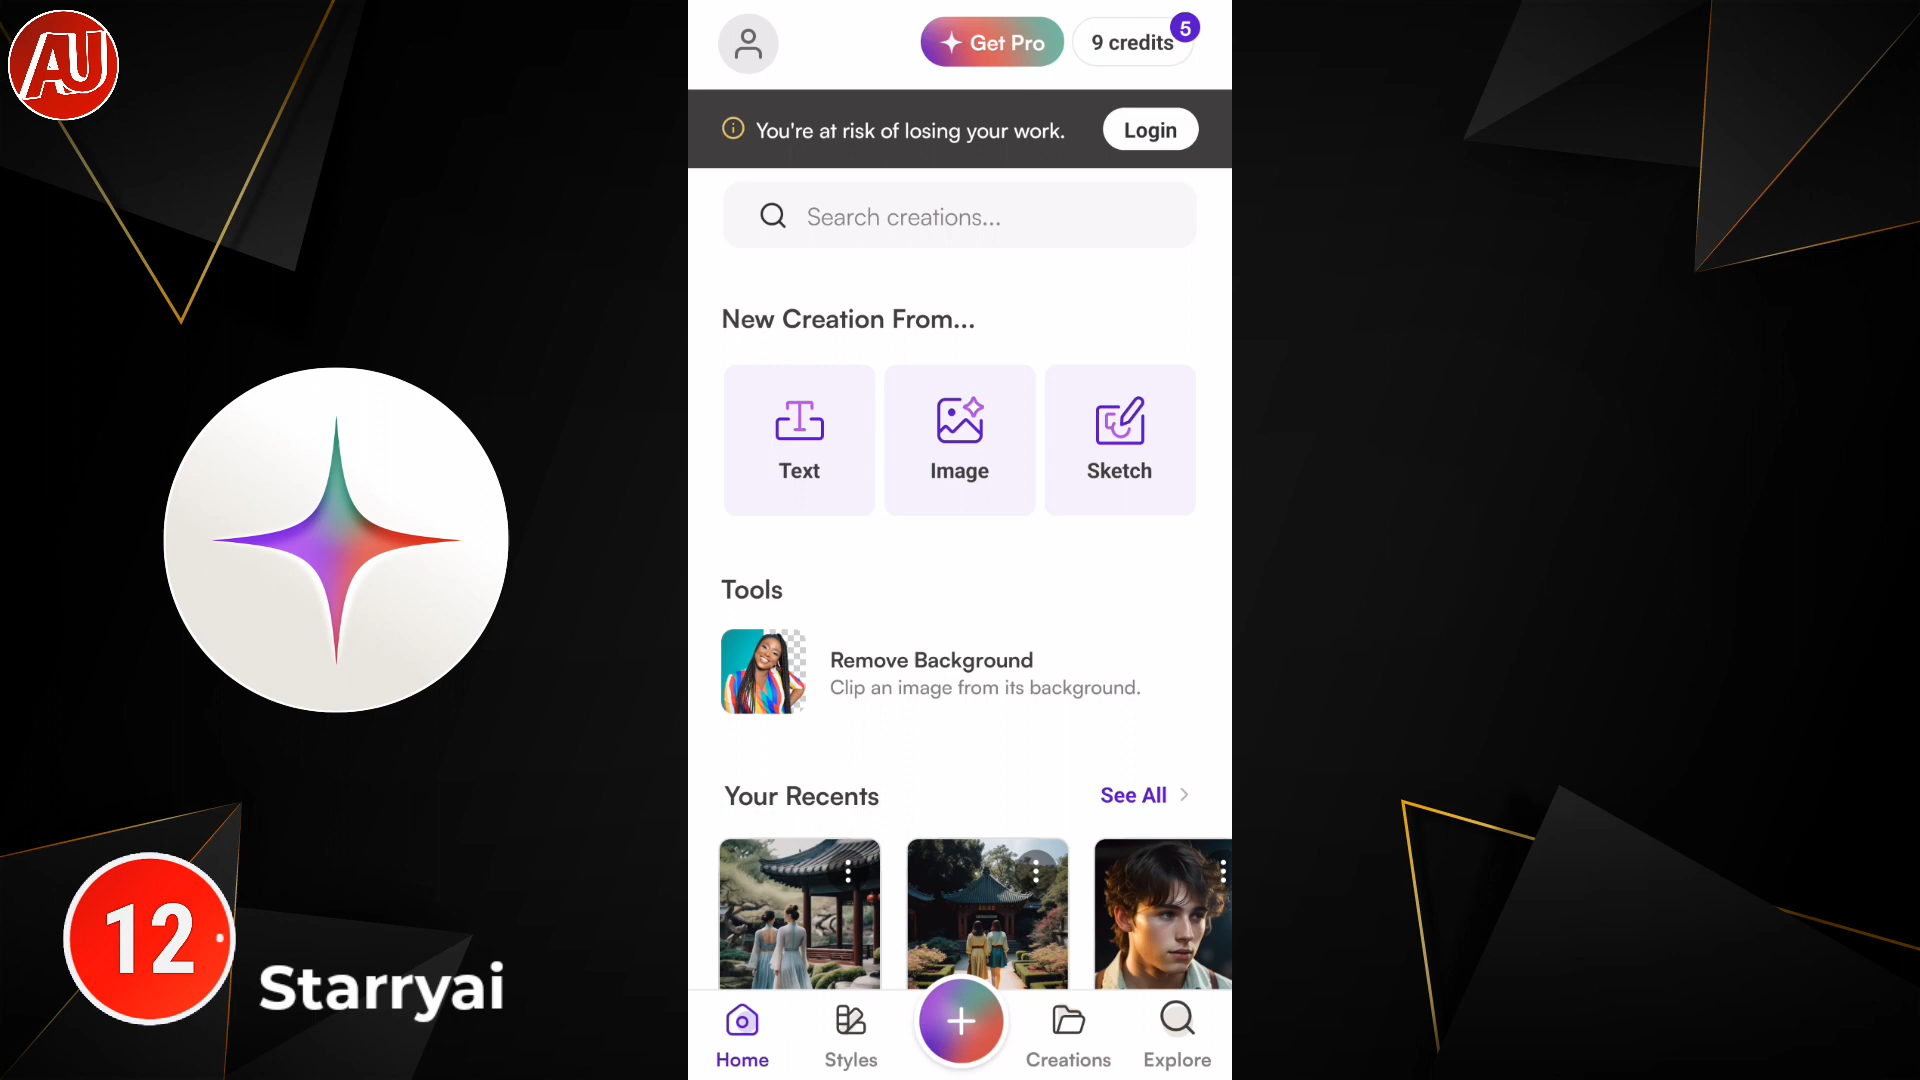 AU
Get Pro
9 credits
5
You're at risk of losing your work.
Login
Search creations...
New Creation From...
Text
Image
Sketch
Tools
Remove Background
Clip an image from its background.
Your Recents
See All
12
Starryai
Home
Styles
Creations
Explore